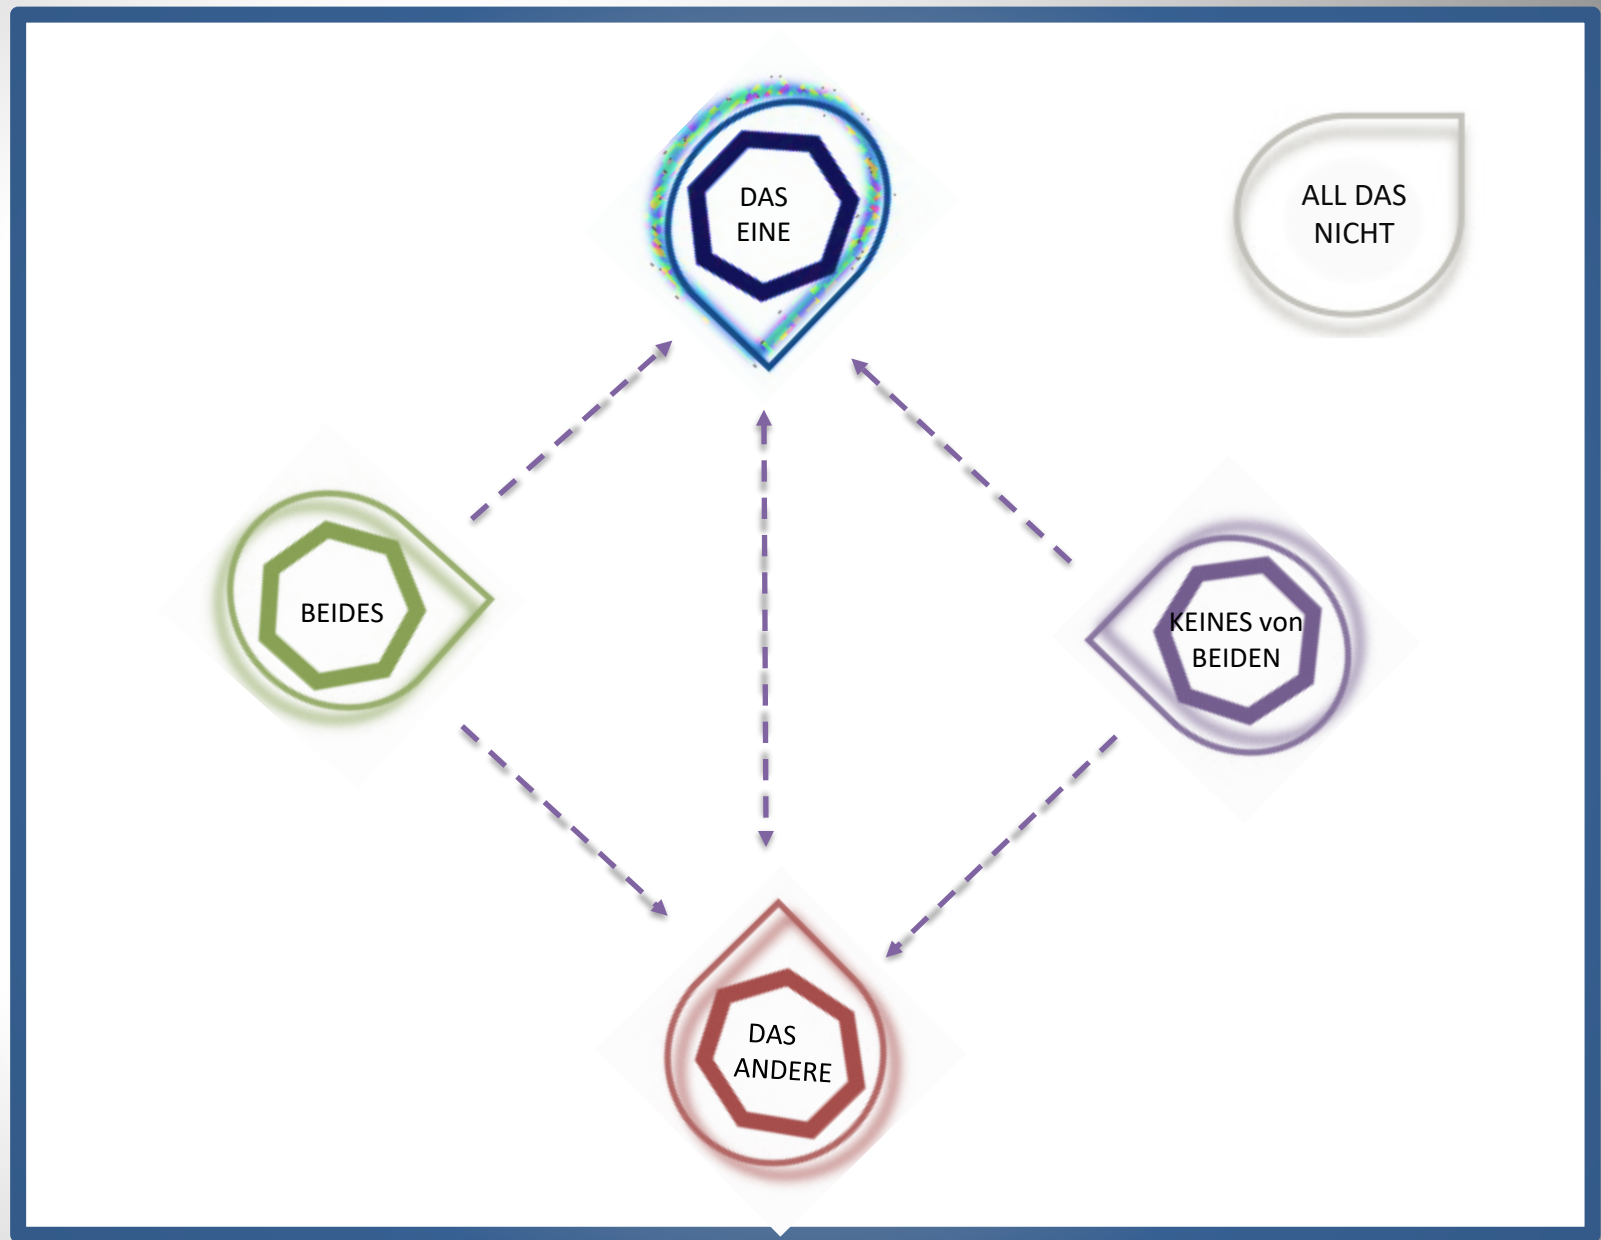 DAS
EINE
ALL DAS
NICHT
BEIDES
KEINES von
BEIDEN
DAS
ANDERE